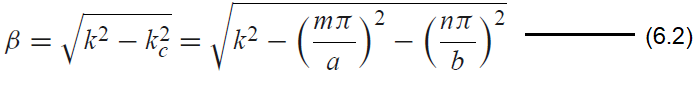 β = √(k² − k_c²) = √(k² − (mπ/a)² − (nπ/b)²) ——— (6.2)